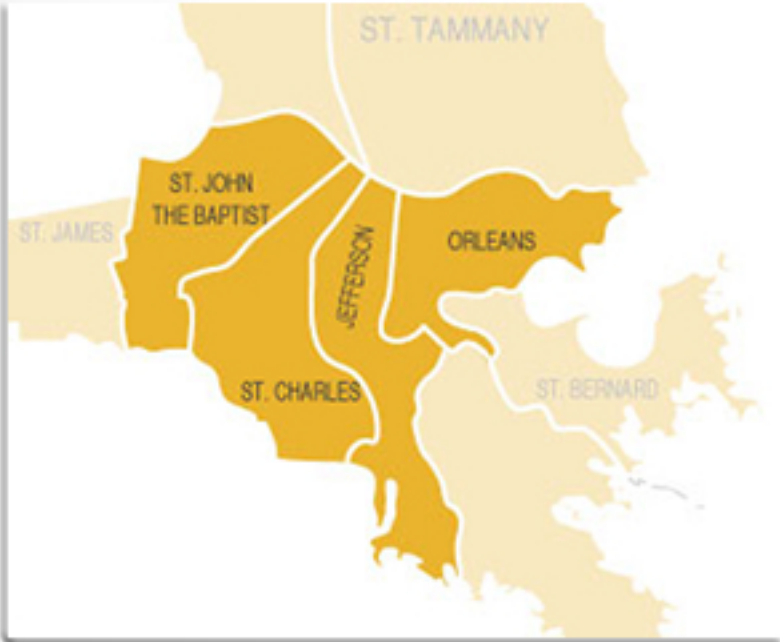 ST. TAMMANY
ST. JOHN
THE BAPTIST
ST. JAMES
JEFFERSON
ORLEANS
ST. CHARLES
ST. BERNARD